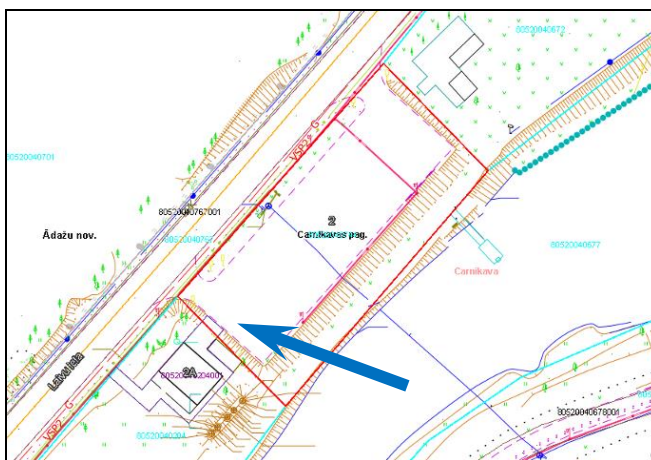 80520040672
VSP2 G
80520040701
80520040767001
2
Ādažu nov.
Carnikavas pag.
80520040677
Carnikava
Laivu iela
2A
VSP2 G
80520040678001